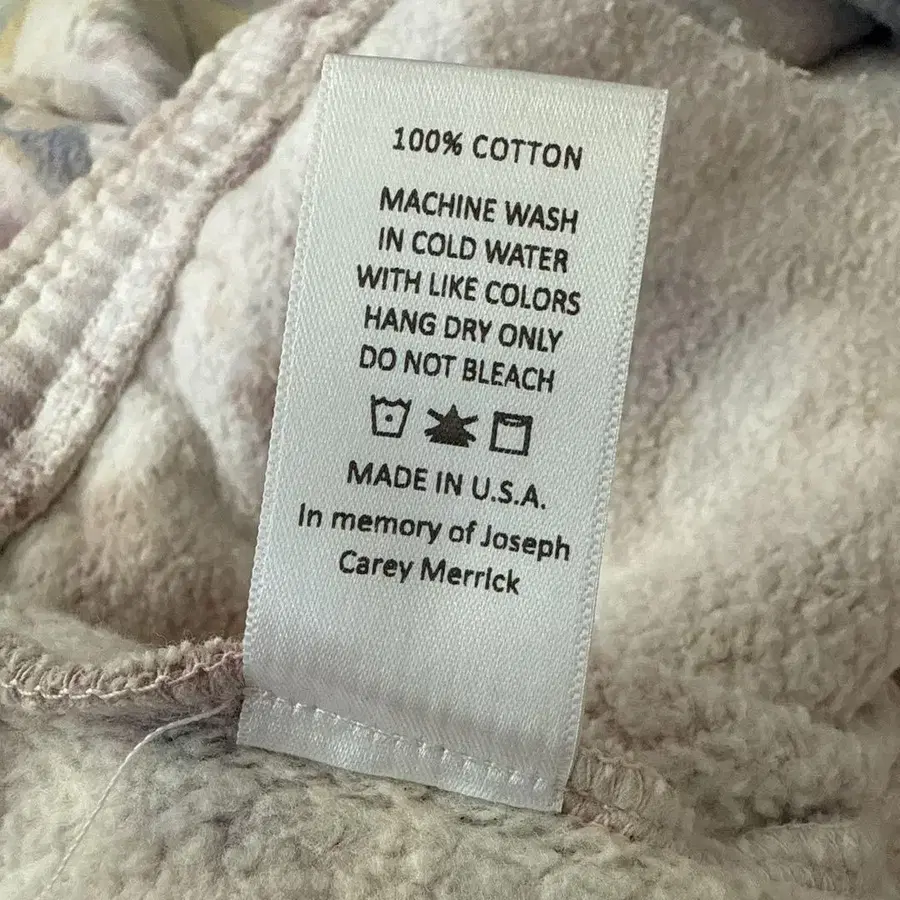 100% COTTON
MACHINE WASH
IN COLD WATER
WITH LIKE COLORS
HANG DRY ONLY
DO NOT BLEACH
MADE IN U.S.A.
In memory of Joseph
Carey Merrick